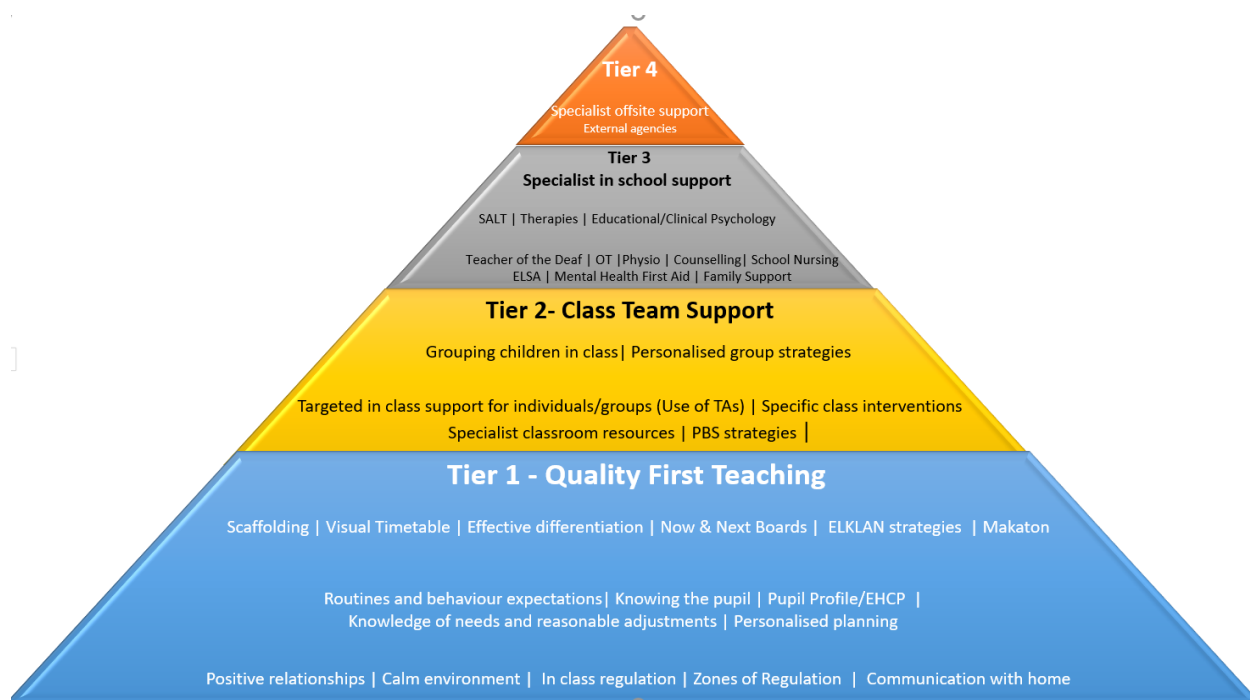 Tier 4
Specialist offsite support
External agencies
Tier 3
Specialist in school support
SALT | Therapies | Educational/Clinical Psychology
Teacher of the Deaf | OT |Physio | Counselling| School Nursing
ELSA | Mental Health First Aid | Family Support
Tier 2- Class Team Support
Grouping children in class| Personalised group strategies
Targeted in class support for individuals/groups (Use of TAs) | Specific class interventions
Specialist classroom resources | PBS strategies |
Tier 1 - Quality First Teaching
Scaffolding | Visual Timetable | Effective differentiation | Now & Next Boards | ELKLAN strategies | Makaton
Routines and behaviour expectations| Knowing the pupil | Pupil Profile/EHCP |
Knowledge of needs and reasonable adjustments | Personalised planning
Positive relationships | Calm environment | In class regulation | Zones of Regulation | Communication with home